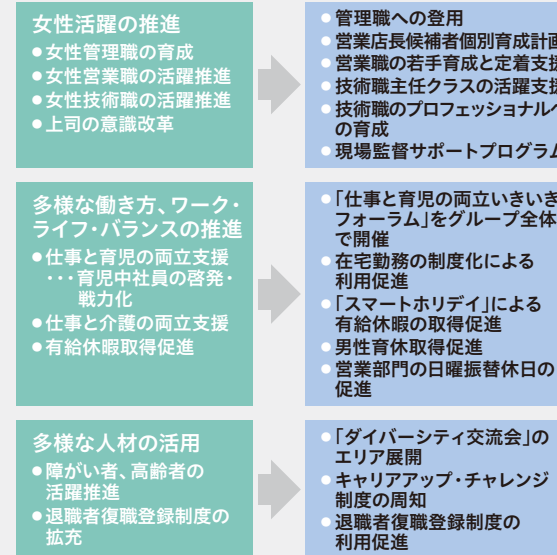 女性活躍の推進
●女性管理職の育成
●女性営業職の活躍推進
●女性技術職の活躍推進
●上司の意識改革
●管理職への登用
●営業店長候補者個別育成計画
●営業職の若手育成と定着支援
●技術職主任クラスの活躍支援
●技術職のプロフェッショナルへ
の育成
●現場監督サポートプログラム
多様な働き方、ワーク・
ライフ・バランスの推進
●仕事と育児の両立支援
・・・育児中社員の啓発・
戦力化
●仕事と介護の両立支援
●有給休暇取得促進
●「仕事と育児の両立いきいき
フォーラム」をグループ全体
で開催
●在宅勤務の制度化による
利用促進
●「スマートホリデイ」による
有給休暇の取得促進
●男性育休取得促進
●営業部門の日曜振替休日の
促進
多様な人材の活用
●障がい者、高齢者の
活躍推進
●退職者復職登録制度の
拡充
●「ダイバーシティ交流会」の
エリア展開
●キャリアアップ・チャレンジ
制度の周知
●退職者復職登録制度の
利用促進